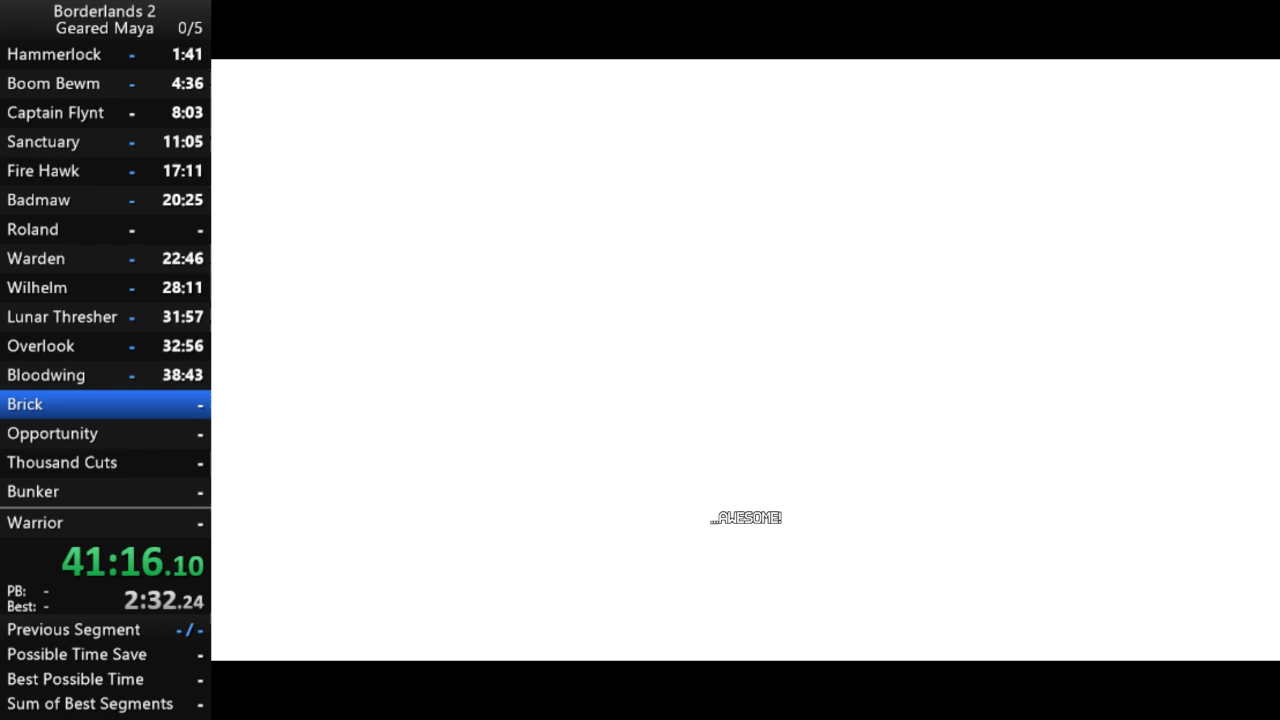 Borderlands 2
Geared Maya 0/5
Hammerlock - 1:41
Boom Bewm - 4:36
Captain Flynt - 8:03
Sanctuary - 11:05
Fire Hawk - 17:11
Badmaw - 20:25
Roland - -
Warden - 22:46
Wilhelm - 28:11
Lunar Thresher - 31:57
Overlook - 32:56
Bloodwing - 38:43
Brick -
Opportunity -
Thousand Cuts -
Bunker -
Warrior -
41:16.10
PB: -
Best: - 2:32.24
Previous Segment - / -
Possible Time Save -
Best Possible Time -
Sum of Best Segments -
...AWESOME!